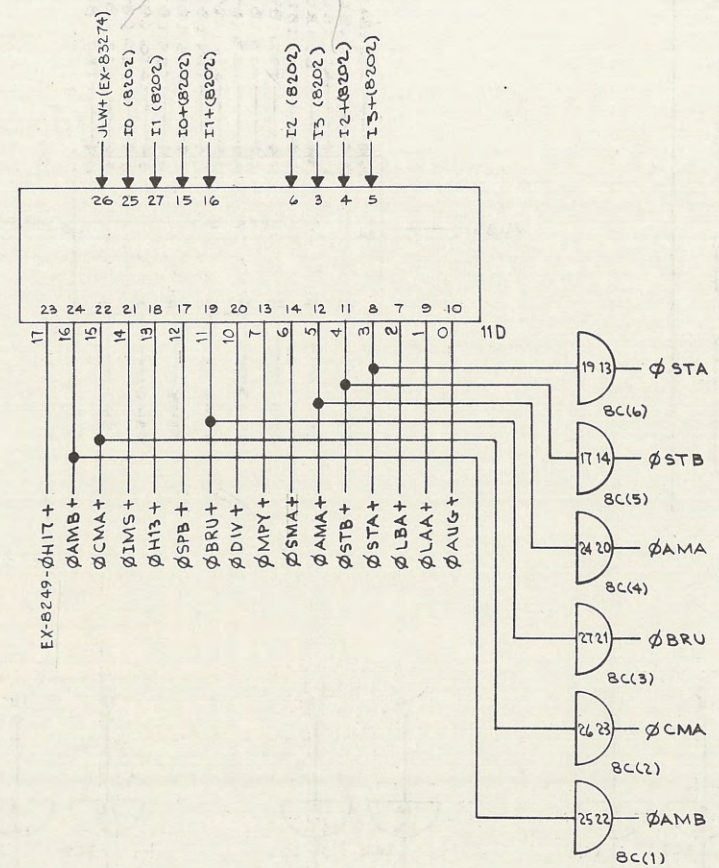 JLW+(EX-83274)
I0 (8202)
I1 (8202)
I0+(8202)
I1+(8202)
I2 (8202)
I3 (8202)
I2+(8202)
I3+(8202)
26 25 27 15 16 6 3 4 5
23 24 22 21 18 17 19 20 13 14 12 11 8 7 9 10
17 16 15 14 13 12 11 10 7 6 5 4 3 2 1 0 11D
19 13 ØSTA
8C(6)
17 14 ØSTB
8C(5)
24 20 ØAMA
8C(4)
27 21 ØBRU
8C(3)
26 23 ØCMA
8C(2)
25 22 ØAMB
8C(1)
EX-8249-ØH17+
ØAMB+
ØCMA+
ØIMS+
ØH13+
ØSPB+
ØBRU+
ØDIV+
ØMPY+
ØSMA+
ØAMA+
ØSTB+
ØSTA+
ØLBA+
ØLAA+
ØAUG+